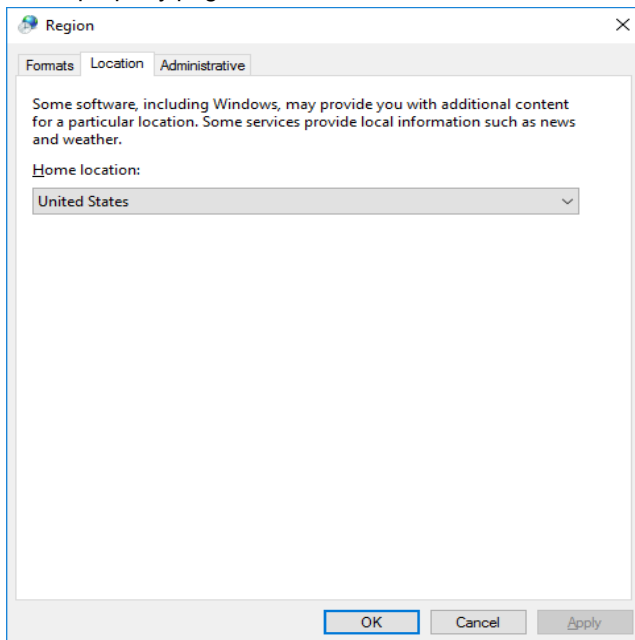 Region
Formats Location Administrative
Some software, including Windows, may provide you with additional content
for a particular location. Some services provide local information such as news
and weather.
Home location:
United States
OK Cancel Apply